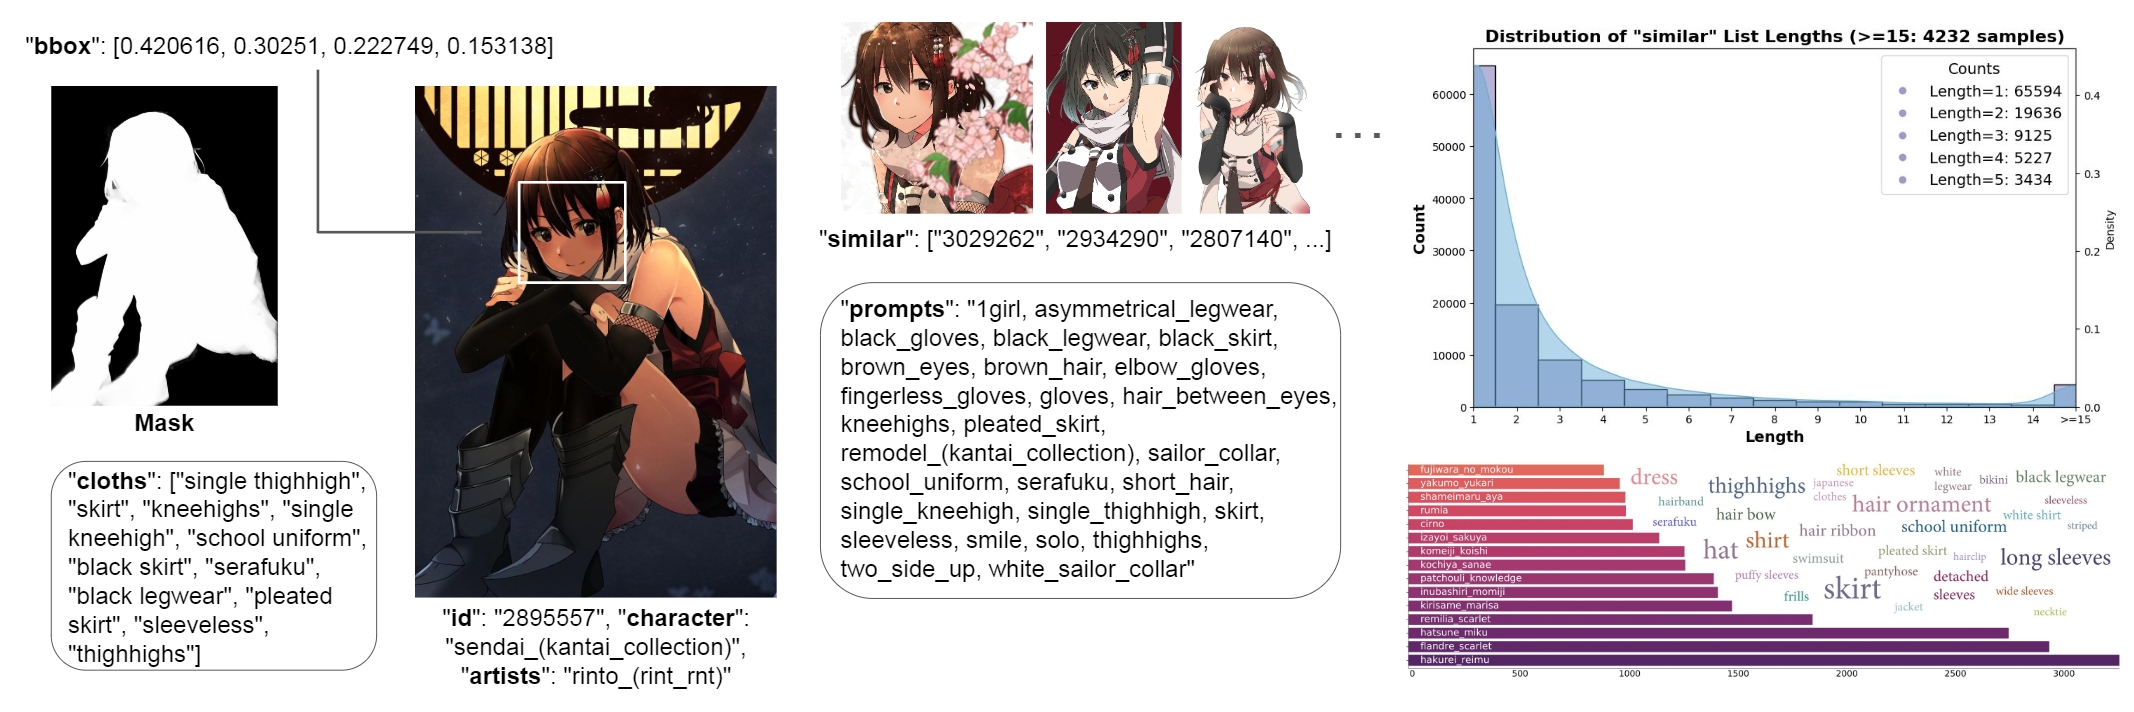 "bbox": [0.420616, 0.30251, 0.222749, 0.153138]
Mask
"cloths": ["single thighhigh",
"skirt", "kneehighs", "single
kneehigh", "school uniform",
"black skirt", "serafuku",
"black legwear", "pleated
skirt", "sleeveless",
"thighhighs"]
"id": "2895557", "character":
"sendai_(kantai_collection)",
"artists": "rinto_(rint_rnt)"
...
"similar": ["3029262", "2934290", "2807140", ...]
"prompts": "1girl, asymmetrical_legwear,
black_gloves, black_legwear, black_skirt,
brown_eyes, brown_hair, elbow_gloves,
fingerless_gloves, gloves, hair_between_eyes,
kneehighs, pleated_skirt,
remodel_(kantai_collection), sailor_collar,
school_uniform, serafuku, short_hair,
single_kneehigh, single_thighhigh, skirt,
sleeveless, smile, solo, thighhighs,
two_side_up, white_sailor_collar"
Distribution of "similar" List Lengths (>=15: 4232 samples)
Counts
Length=1: 65594
Length=2: 19636
Length=3: 9125
Length=4: 5227
Length=5: 3434
Count
60000
50000
40000
30000
20000
10000
0
0.4
0.3
0.2
0.1
0.0
Density
1 2 3 4 5 6 7 8 9 10 11 12 13 14 >=15
Length
fujiwara_no_mokou
yakumo_yukari
shameimaru_aya
rumia
cirno
izayoi_sakuya
komeiji_koishi
kochiya_sanae
patchouli_knowledge
inubashiri_momiji
kirisame_marisa
remilia_scarlet
hatsune_miku
flandre_scarlet
hakurei_reimu
0 500 1000 1500 2000 2500 3000
dress
short sleeves
white
legwear
bikini
black legwear
thighhighs
japanese
clothes
hairband
hair ornament
sleeveless
serafuku
hair bow
white shirt
school uniform
striped
hair ribbon
hat
shirt
swimsuit
pleated skirt
hairclip
long sleeves
puffy sleeves
pantyhose
detached
sleeves
skirt
frills
wide sleeves
jacket
necktie